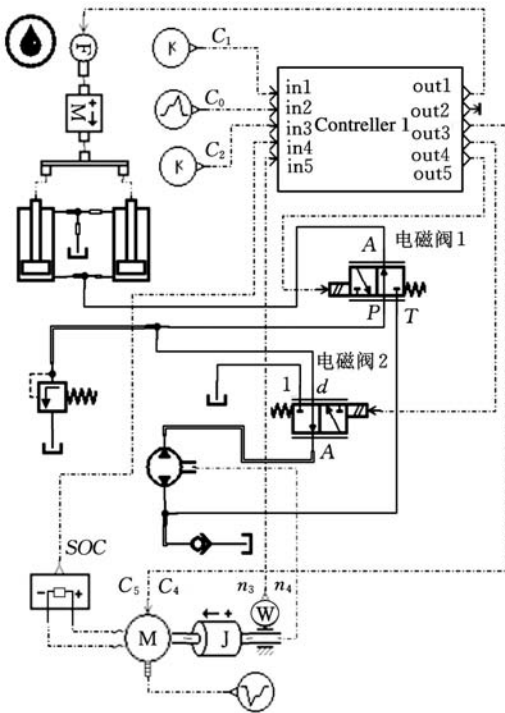 F
K
C₁
M
C₀
K
C₂
in1
in2
in3
in4
in5
Contreller 1
out1
out2
out3
out4
out5
A
电磁阀1
P
T
电磁阀2
1
d
A
SOC
C₅
C₄
n₃
n₄
W
M
J